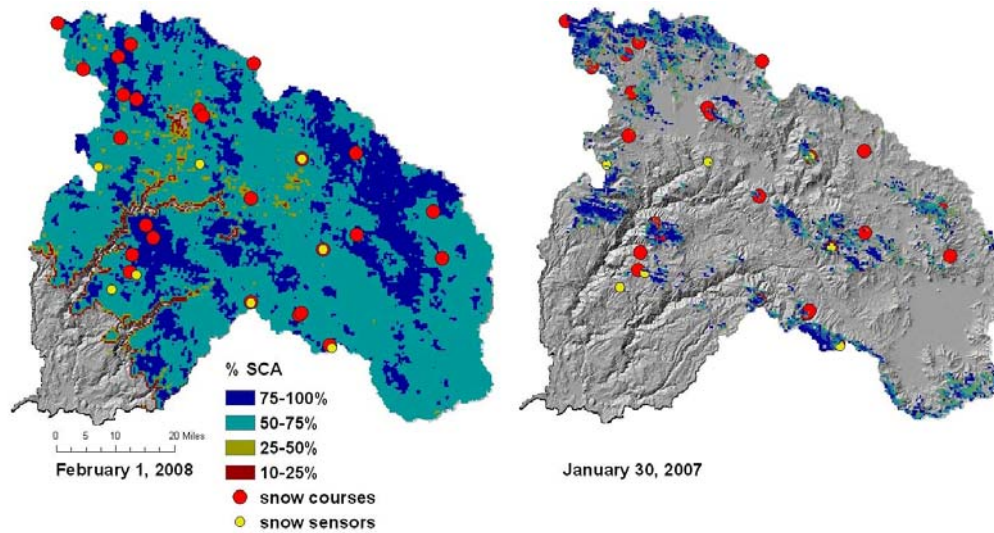 % SCA
75-100%
50-75%
25-50%
10-25%
snow courses
snow sensors
0 5 10 20 Miles
February 1, 2008
January 30, 2007